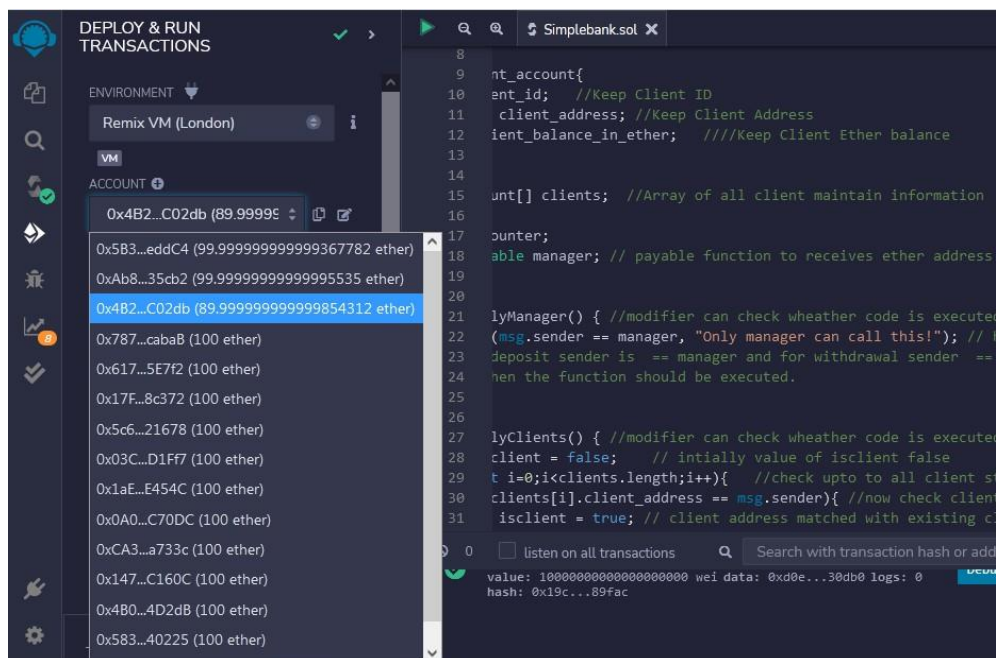 DEPLOY & RUN
TRANSACTIONS
ENVIRONMENT
Remix VM (London)
VM
ACCOUNT
0x4B2...C02db (89.99999
0x5B3...eddC4 (99.999999999999367782 ether)
0xAb8...35cb2 (99.99999999999995535 ether)
0x4B2...C02db (89.999999999999854312 ether)
0x787...cabaB (100 ether)
0x617...5E7f2 (100 ether)
0x17F...8c372 (100 ether)
0x5c6...21678 (100 ether)
0x03C...D1Ff7 (100 ether)
0x1aE...E454C (100 ether)
0x0A0...C70DC (100 ether)
0xCA3...a733c (100 ether)
0x147...C160C (100 ether)
0x4B0...4D2dB (100 ether)
0x583...40225 (100 ether)
8
Simplebank.sol
8
9 nt_account{
10 ent_id; //Keep Client ID
11 client_address; //Keep Client Address
12 ient_balance_in_ether; ////Keep Client Ether balance
13
14
15 unt[] clients; //Array of all client maintain information
16
17 ounter;
18 able manager; // payable function to receives ether address
19
20
21 lyManager() { //modifier can check wheather code is executed
22 (msg.sender == manager, "Only manager can call this!"); //
23 deposit sender is == manager and for withdrawal sender ==
24 hen the function should be executed.
25
26
27 lyClients() { //modifier can check wheather code is executed
28 client = false; // intially value of isclient false
29 t i=0;i<clients.length;i++){ //check upto to all client st
30 clients[i].client_address == msg.sender){ //now check client
31 isclient = true; // client address matched with existing cl
0 listen on all transactions Search with transaction hash or add
value: 10000000000000000000 wei data: 0xd0e...30db0 logs: 0
hash: 0x19c...89fac